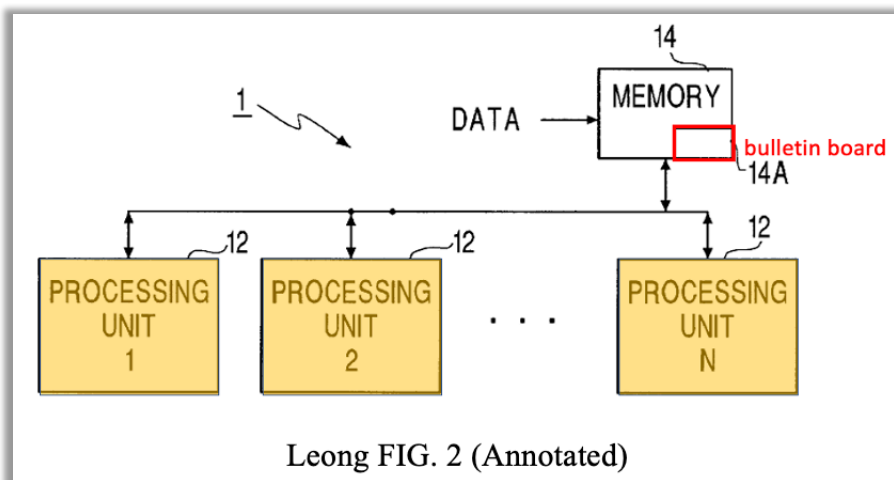 14
MEMORY
1
DATA
bulletin board
14A
12
12
12
PROCESSING
UNIT
1
PROCESSING
UNIT
2
. . .
PROCESSING
UNIT
N
Leong FIG. 2 (Annotated)